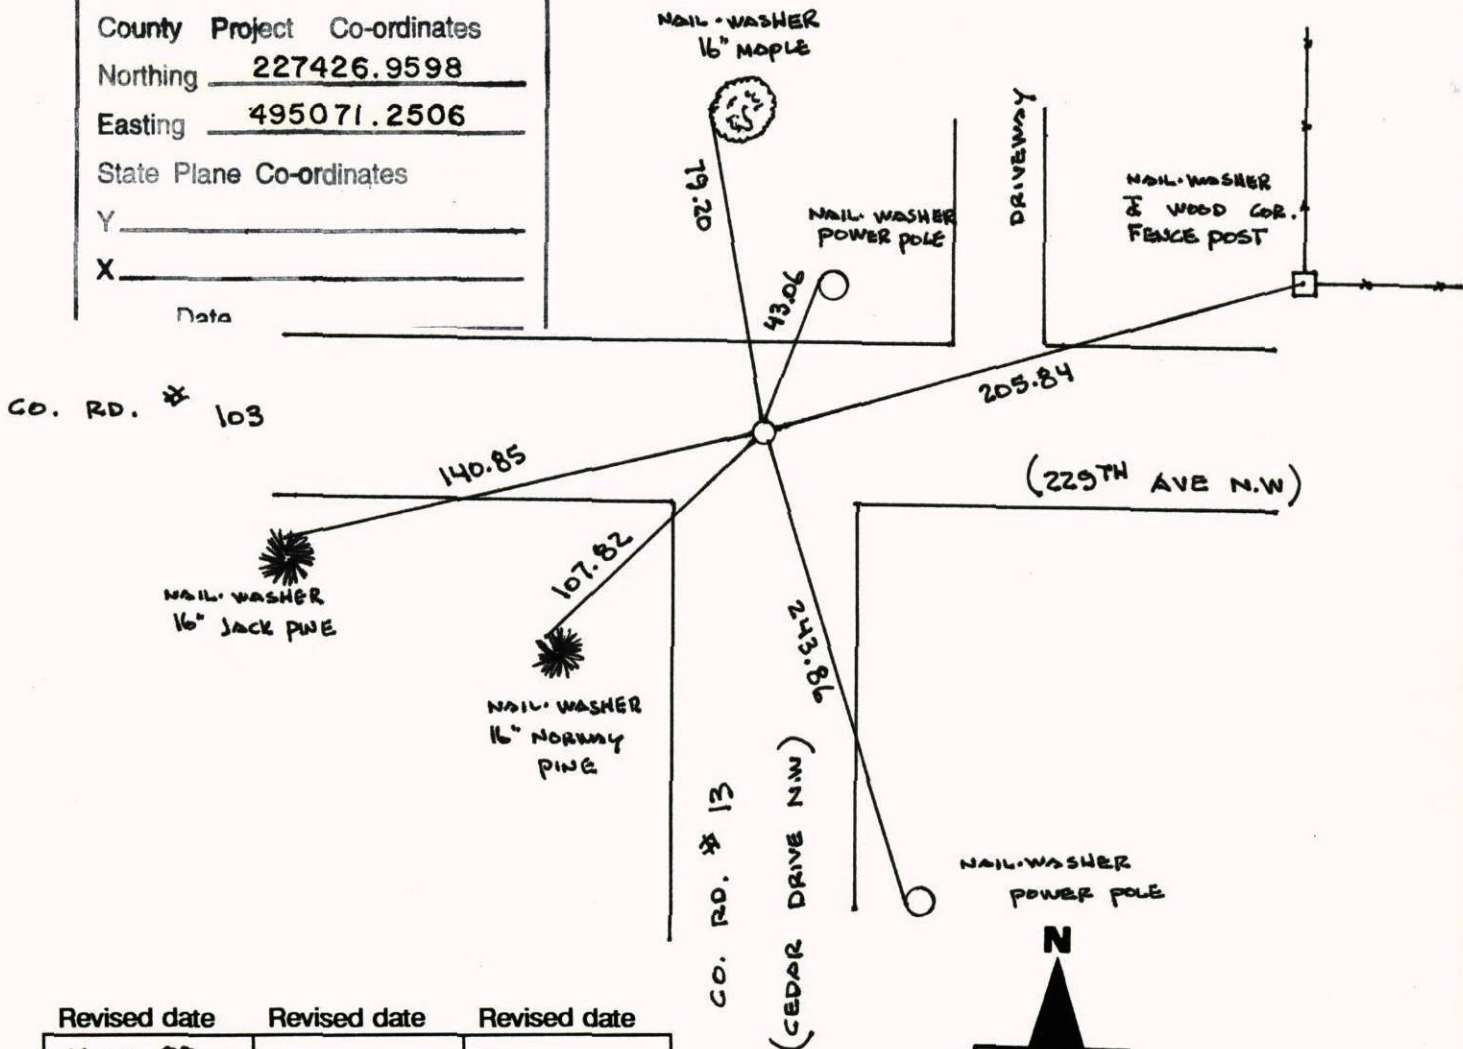 County Project Co-ordinates
Northing 227426.9598
Easting 495071.2506
State Plane Co-ordinates
Y
X
Date
NAIL·WASHER
16" MAPLE
79.20
NAIL·WASHER
POWER POLE
43.06
DRIVEWAY
NAIL·WASHER
WOOD COR.
FENCE POST
205.84
CO. RD. # 103
140.85
(229TH AVE N.W)
NAIL·WASHER
16" JACK PINE
107.82
NAIL·WASHER
16" NORWAY
PINE
243.86
CO. RD. # 13
(CEDAR DRIVE N.W)
NAIL·WASHER
POWER POLE
N
Revised date Revised date Revised date